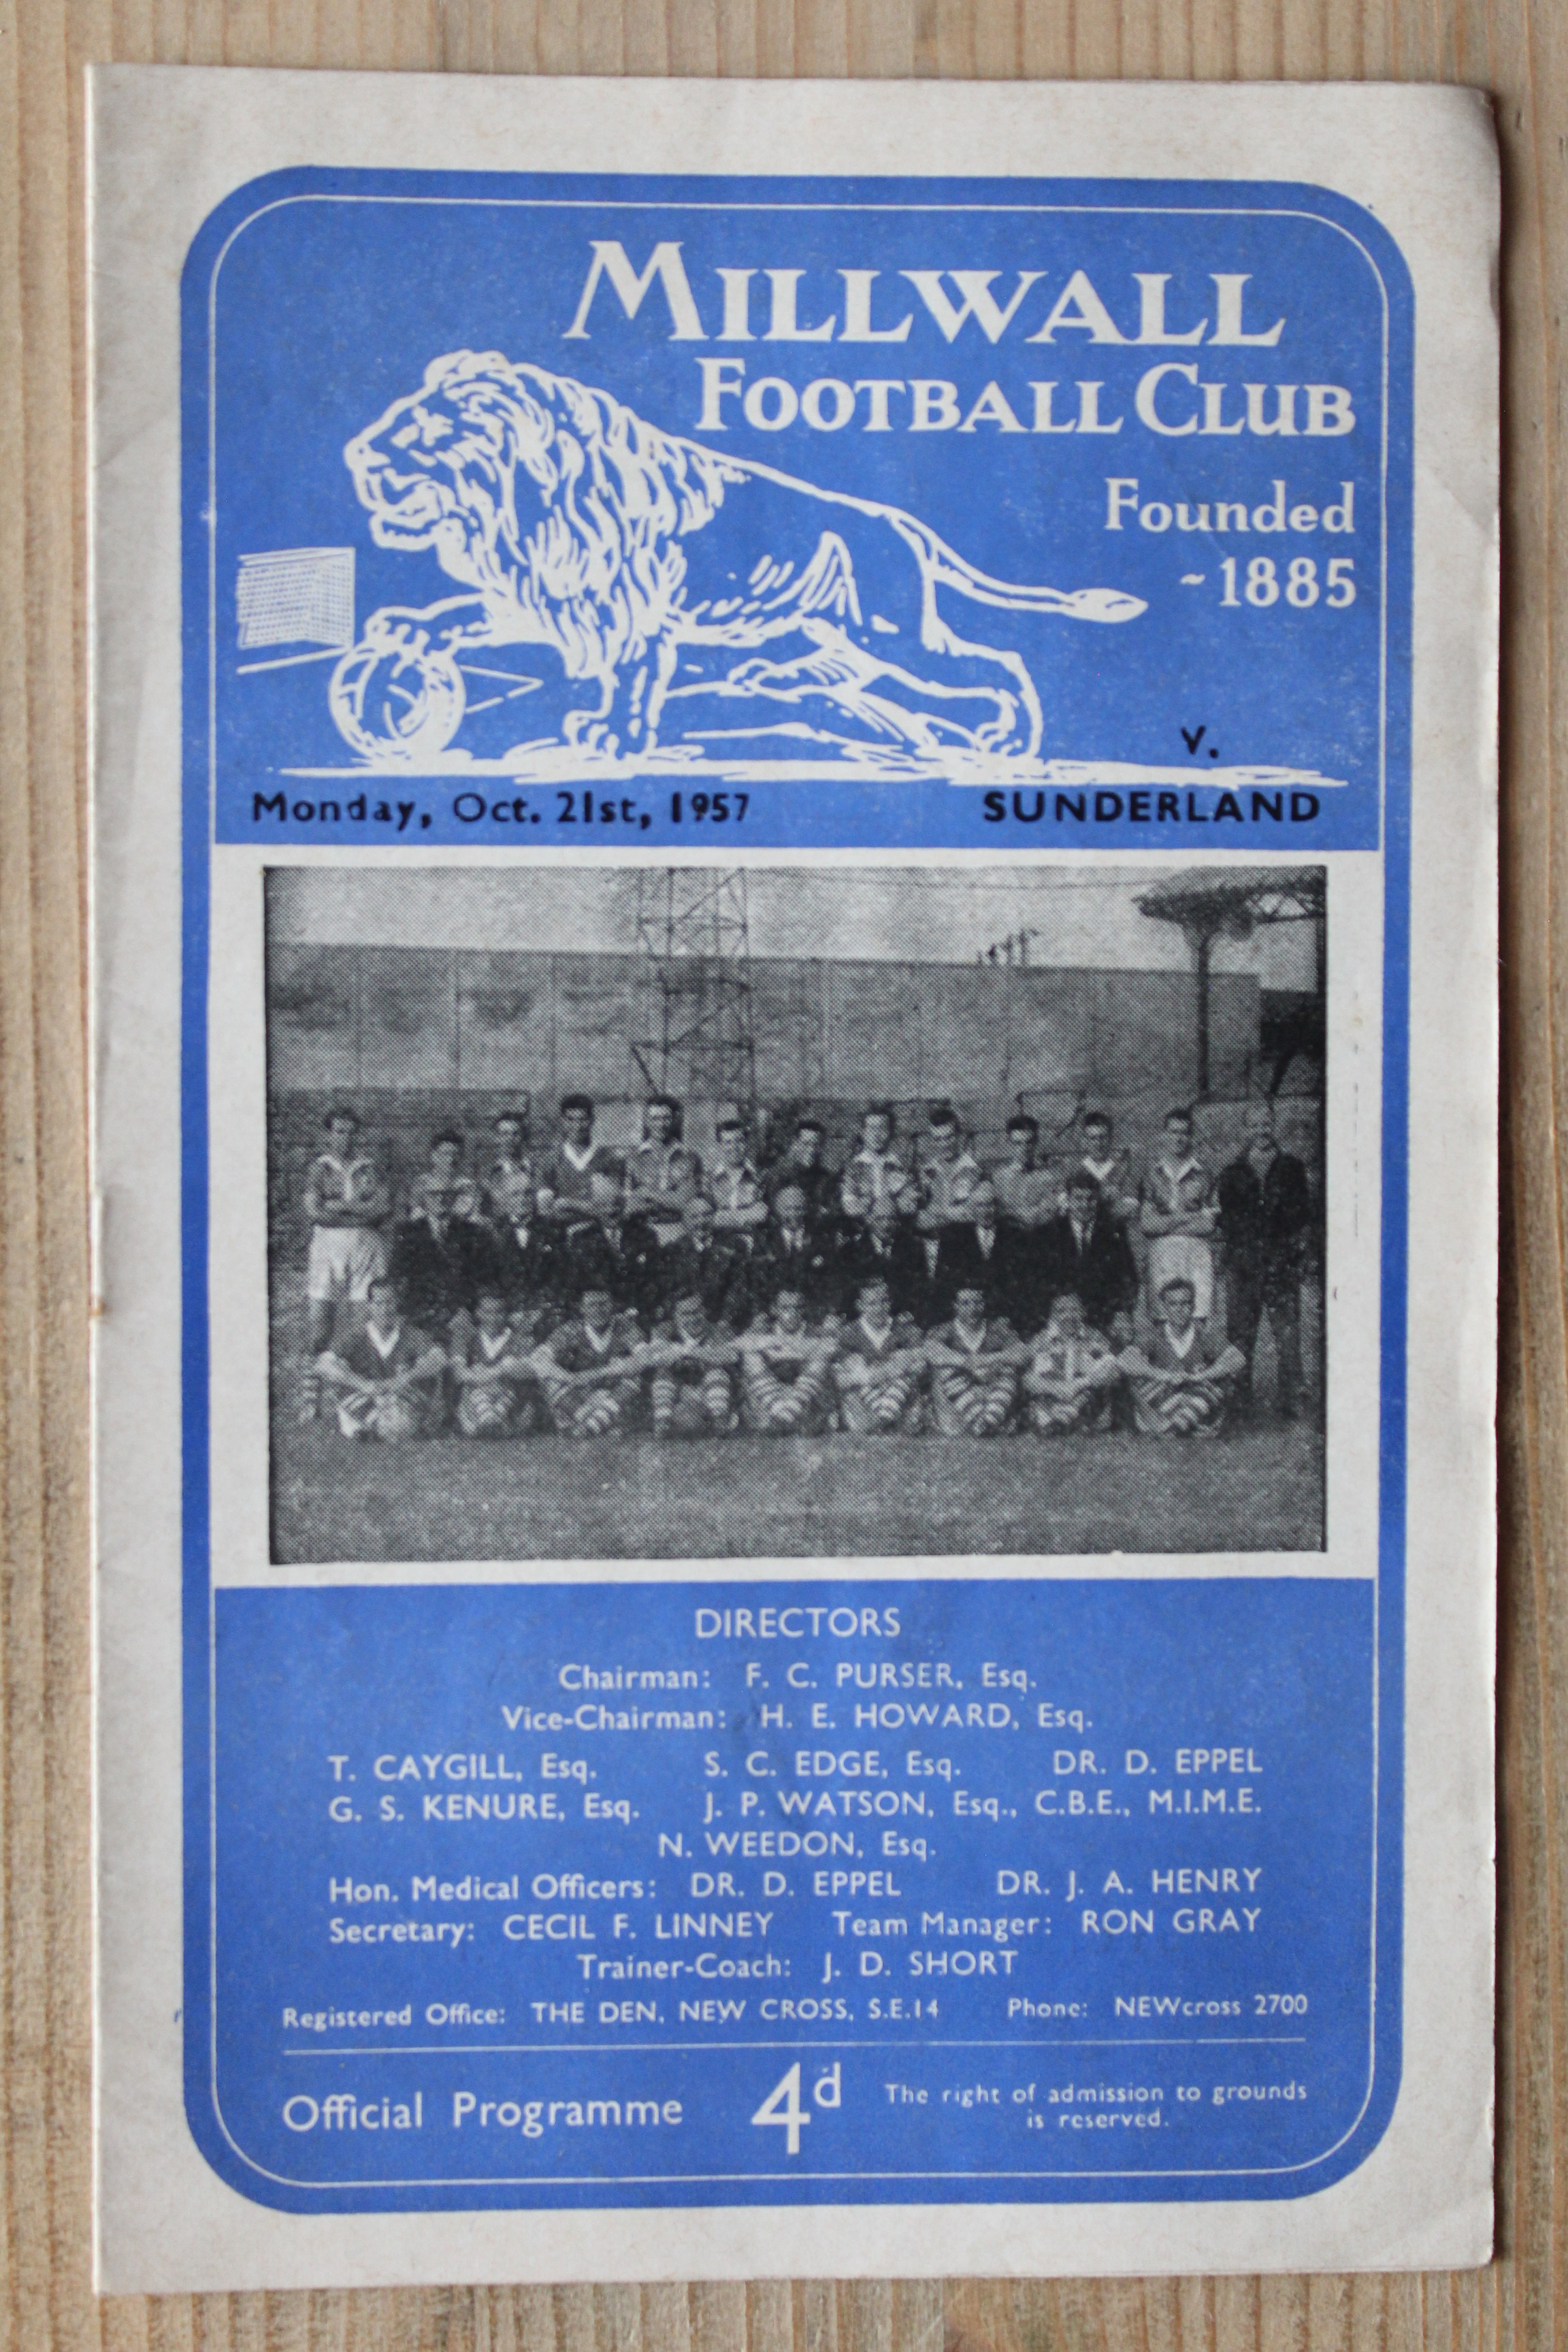 MILLWALL
FOOTBALL CLUB
Founded
~1885
v.
Monday, Oct. 21st, 1957 SUNDERLAND
DIRECTORS
Chairman: F. C. PURSER, Esq.
Vice-Chairman: H. E. HOWARD, Esq.
T. CAYGILL, Esq. S. C. EDGE, Esq. DR. D. EPPEL
G. S. KENURE, Esq. J. P. WATSON, Esq., C.B.E., M.I.M.E.
N. WEEDON, Esq.
Hon. Medical Officers: DR. D. EPPEL DR. J. A. HENRY
Secretary: CECIL F. LINNEY Team Manager: RON GRAY
Trainer-Coach: J. D. SHORT
Registered Office: THE DEN, NEW CROSS, S.E.14 Phone: NEWcross 2700
Official Programme 4d The right of admission to grounds
is reserved.